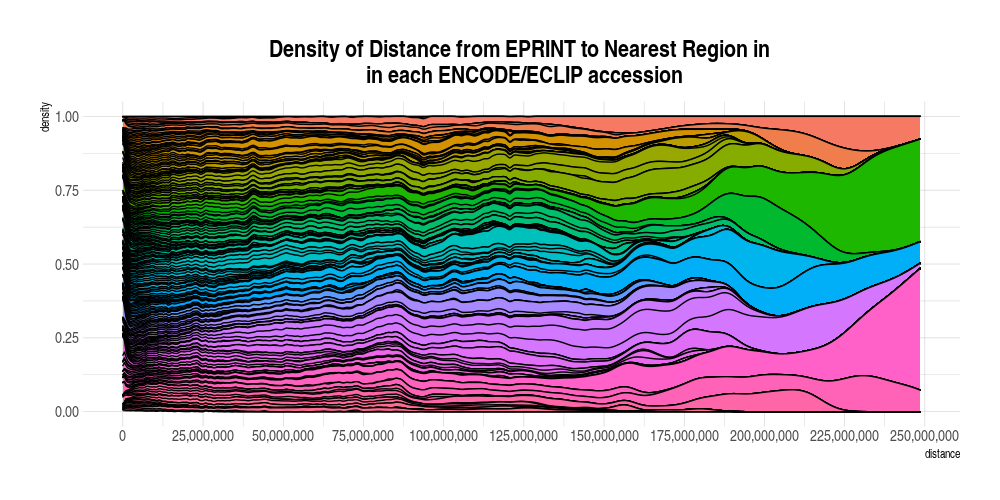 Density of Distance from EPRINT to Nearest Region in
in each ENCODE/ECLIP accession
density
1.00
0.75
0.50
0.25
0.00
0 25,000,000 50,000,000 75,000,000 100,000,000 125,000,000 150,000,000 175,000,000 200,000,000 225,000,000 250,000,000
distance